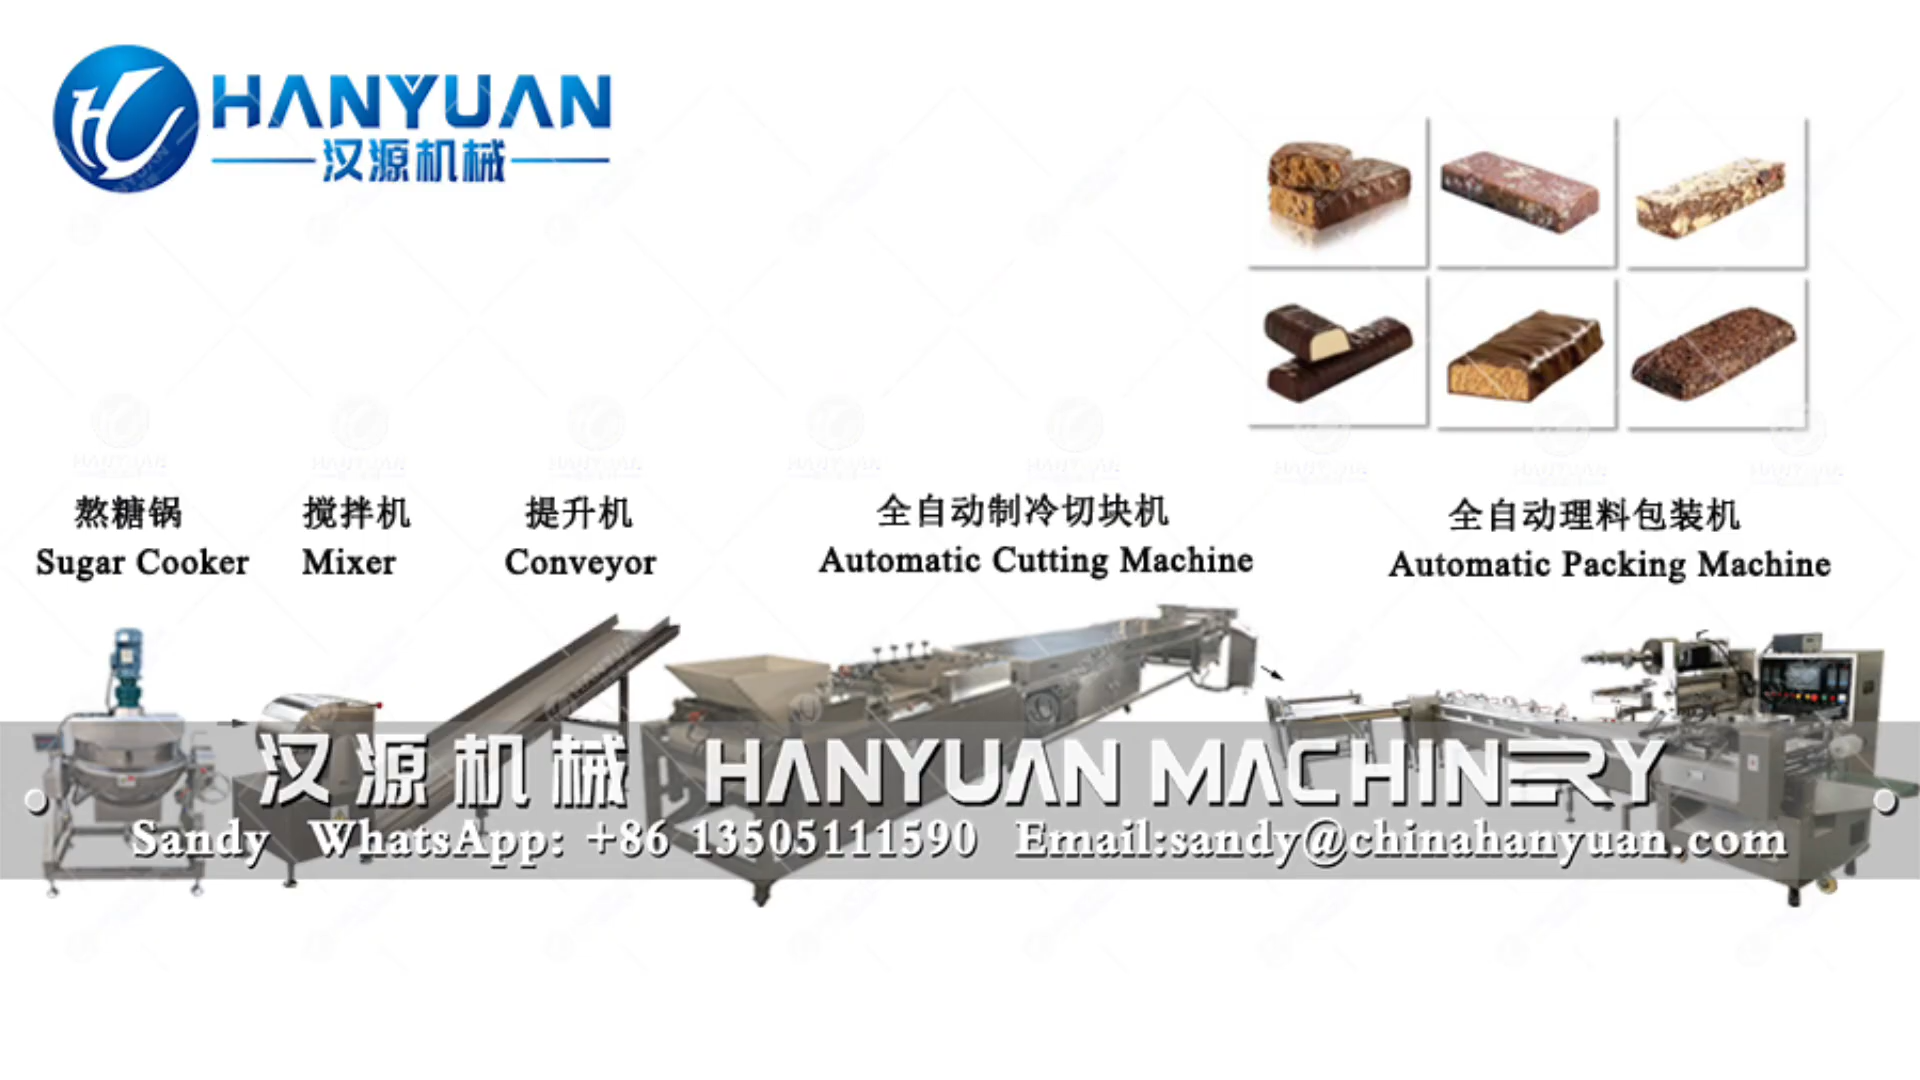 HANYUAN
汉源机械
熬糖锅
Sugar Cooker
搅拌机
Mixer
提升机
Conveyor
全自动制冷切块机
Automatic Cutting Machine
全自动理料包装机
Automatic Packing Machine
汉源机械 HANYUAN MACHINERY
Sandy WhatsApp: +86 13505111590 Email:sandy@chinahanyuan.com